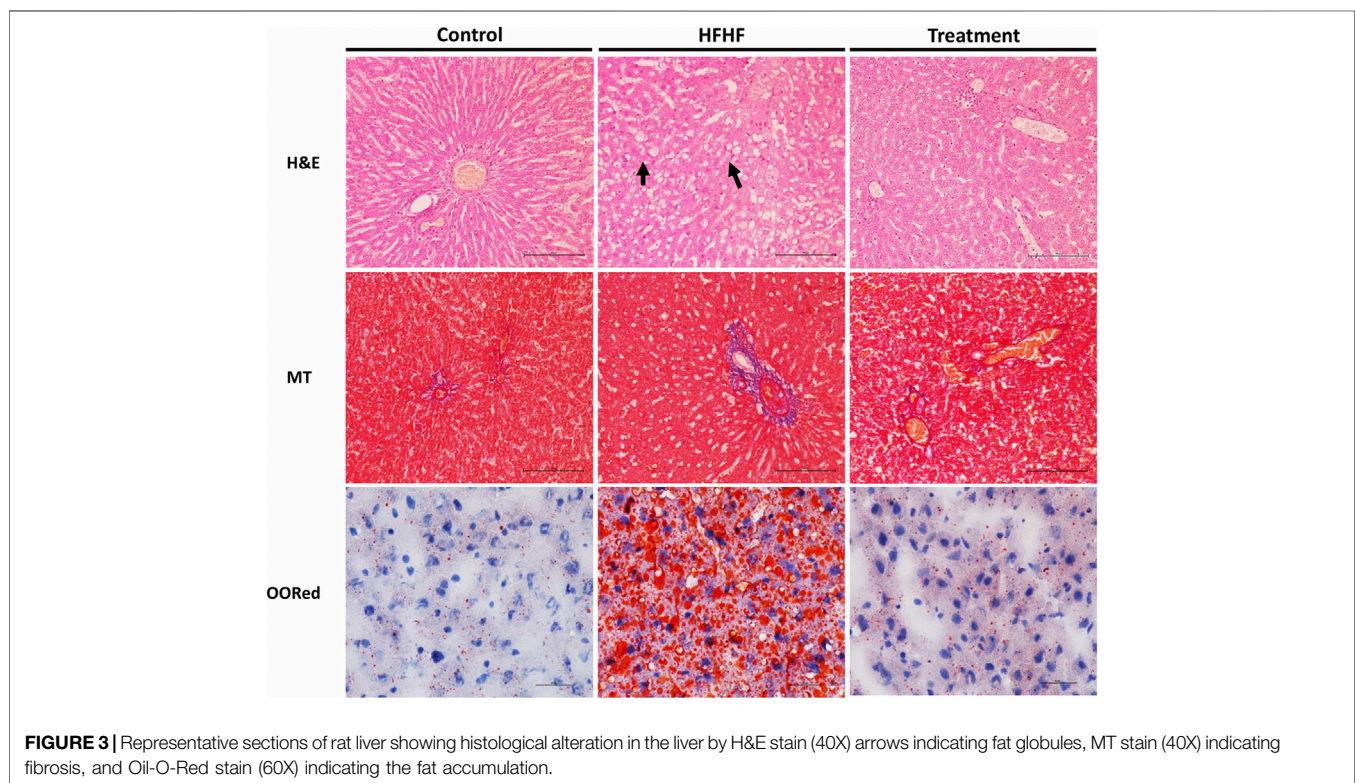 Control HFHF Treatment
H&E
MT
OORed
FIGURE 3 | Representative sections of rat liver showing histological alteration in the liver by H&E stain (40X) arrows indicating fat globules, MT stain (40X) indicating
fibrosis, and Oil-O-Red stain (60X) indicating the fat accumulation.